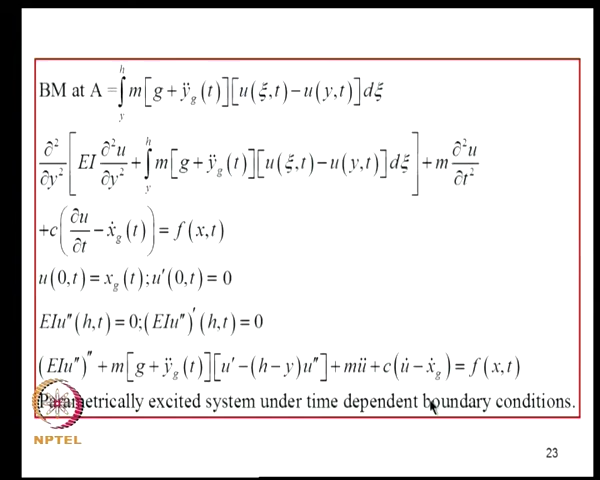 BM at A = ∫_y^h m[g + ÿ_g(t)][u(ξ,t) − u(y,t)]dξ
∂²/∂y² [EI ∂²u/∂y² + ∫_y^h m[g + ÿ_g(t)][u(ξ,t) − u(y,t)]dξ] + m ∂²u/∂t²
+c(∂u/∂t − ẋ_g(t)) = f(x,t)
u(0,t) = x_g(t); u′(0,t) = 0
EIu″(h,t) = 0; (EIu″)′(h,t) = 0
(EIu″)″ + m[g + ÿ_g(t)][u′ − (h − y)u″] + mü + c(u̇ − ẋ_g) = f(x,t)
Parametrically excited system under time dependent boundary conditions.
NPTEL
23